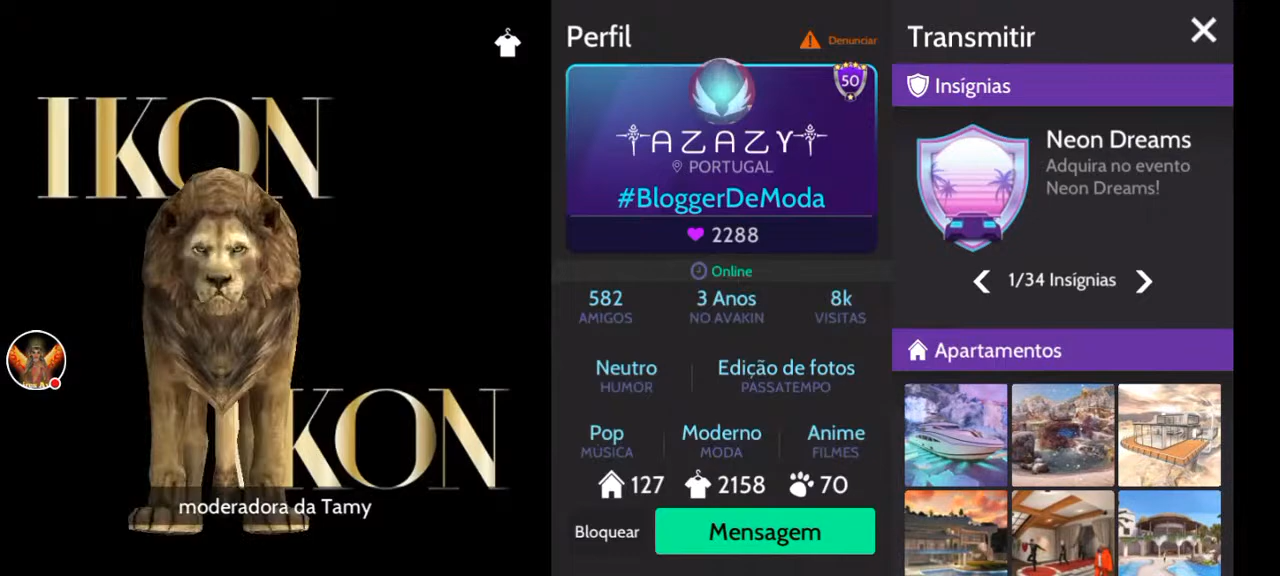 IKON
KON
moderadora da Tamy
Perfil
Denunciar
50
AZAZY
PORTUGAL
#BloggerDeModa
2288
Online
582
AMIGOS
3 Anos
NO AVAKIN
8k
VISITAS
Neutro
HUMOR
Edição de fotos
PASSATEMPO
Pop
MÚSICA
Moderno
MODA
Anime
FILMES
127
2158
70
Bloquear
Mensagem
Transmitir
Insígnias
Neon Dreams
Adquira no evento
Neon Dreams!
1/34 Insígnias
Apartamentos